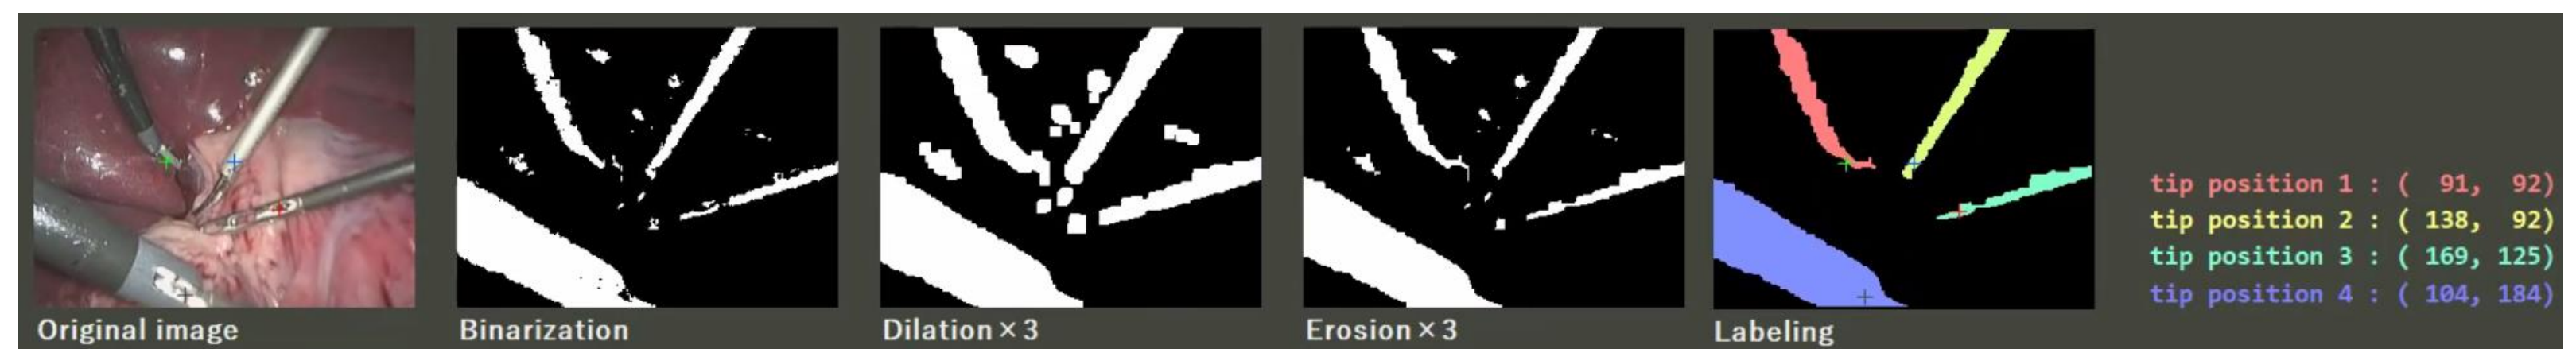 Original image
Binarization
Dilation×3
Erosion×3
Labeling
tip position 1 : (  91,  92)
tip position 2 : ( 138,  92)
tip position 3 : ( 169, 125)
tip position 4 : ( 104, 184)